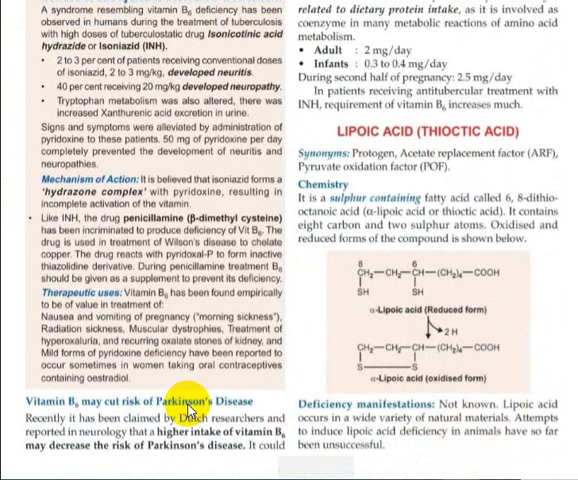 A syndrome resembling vitamin B₆ deficiency has been
observed in humans during the treatment of tuberculosis
with high doses of tuberculostatic drug Isonicotinic acid
hydrazide or Isoniazid (INH).
• 2 to 3 per cent of patients receiving conventional doses
of isoniazid, 2 to 3 mg/kg, developed neuritis.
• 40 per cent receiving 20 mg/kg developed neuropathy.
• Tryptophan metabolism was also altered, there was
increased Xanthurenic acid excretion in urine.
Signs and symptoms were alleviated by administration of
pyridoxine to these patients. 50 mg of pyridoxine per day
completely prevented the development of neuritis and
neuropathies.
Mechanism of Action: It is believed that isoniazid forms a
'hydrazone complex' with pyridoxine, resulting in
incomplete activation of the vitamin.
• Like INH, the drug penicillamine (β-dimethyl cysteine)
has been incriminated to produce deficiency of Vit B₆. The
drug is used in treatment of Wilson's disease to chelate
copper. The drug reacts with pyridoxal-P to form inactive
thiazolidine derivative. During penicillamine treatment B₆
should be given as a supplement to prevent its deficiency.
Therapeutic uses: Vitamin B₆ has been found empirically
to be of value in treatment of:
Nausea and vomiting of pregnancy ("morning sickness"),
Radiation sickness, Muscular dystrophies, Treatment of
hyperoxaluria, and recurring oxalate stones of kidney, and
Mild forms of pyridoxine deficiency have been reported to
occur sometimes in women taking oral contraceptives
containing oestradiol.
Vitamin B₆ may cut risk of Parkinson's Disease
Recently it has been claimed by Dutch researchers and
reported in neurology that a higher intake of vitamin B₆
may decrease the risk of Parkinson's disease. It could
related to dietary protein intake, as it is involved as
coenzyme in many metabolic reactions of amino acid
metabolism.
• Adult : 2 mg/day
• Infants : 0.3 to 0.4 mg/day
During second half of pregnancy: 2.5 mg/day
In patients receiving antitubercular treatment with
INH, requirement of vitamin B₆ increases much.
LIPOIC ACID (THIOCTIC ACID)
Synonyms: Protogen, Acetate replacement factor (ARF),
Pyruvate oxidation factor (POF).
Chemistry
It is a sulphur containing fatty acid called 6, 8-dithio-
octanoic acid (α-lipoic acid or thioctic acid). It contains
eight carbon and two sulphur atoms. Oxidised and
reduced forms of the compound is shown below.
8 6
CH₂—CH₂—CH—(CH₂)₄—COOH
SH SH
α-Lipoic acid (Reduced form)
2 H
CH₂—CH₂—CH—(CH₂)₄—COOH
S S
α-Lipoic acid (oxidised form)
Deficiency manifestations: Not known. Lipoic acid
occurs in a wide variety of natural materials. Attempts
to induce lipoic acid deficiency in animals have so far
been unsuccessful.